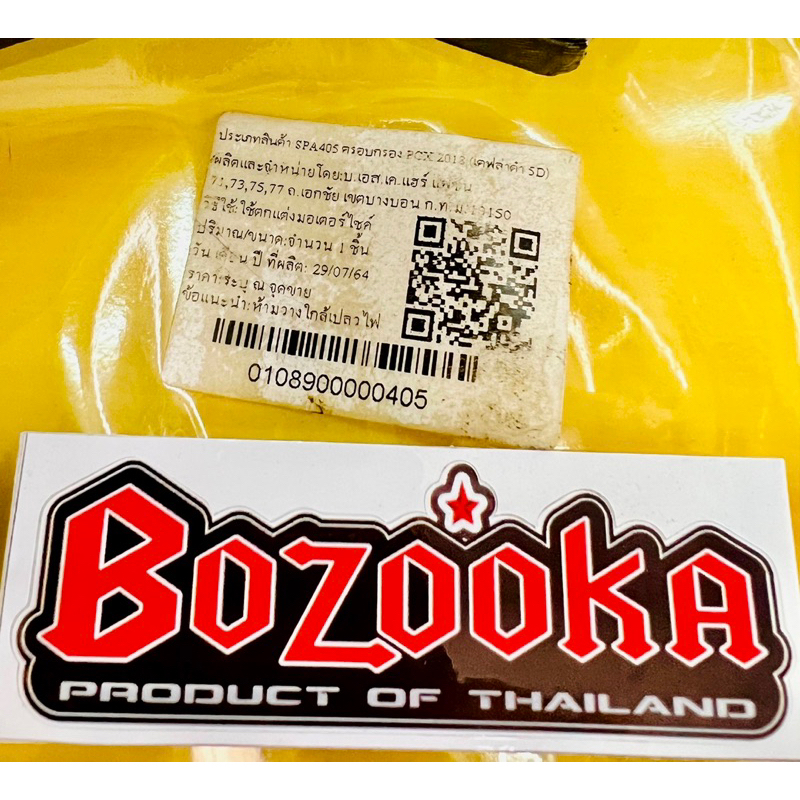 ประเภทสินค้า SPA405 ครอบกรอง PCX 2018 (เคฟล่าดำ 5D)
ผลิตและจำหน่ายโดย:บ.เอส.เค.แฮร์ แฟชั่น
71,73,75,77 ถ.เอกชัย เขตบางบอน ก.ท.ม. 10150
วิธีใช้:ใช้ตกแต่งมอเตอร์ไซค์
ปริมาณ/ขนาด:จำนวน 1 ชิ้น
วัน เดือน ปี ที่ผลิต: 29/07/64
ราคา:ระบุ ณ จุดขาย
ข้อแนะนำ:ห้ามวางใกล้เปลวไฟ
0108900000405
BOZOOKA
PRODUCT OF THAILAND